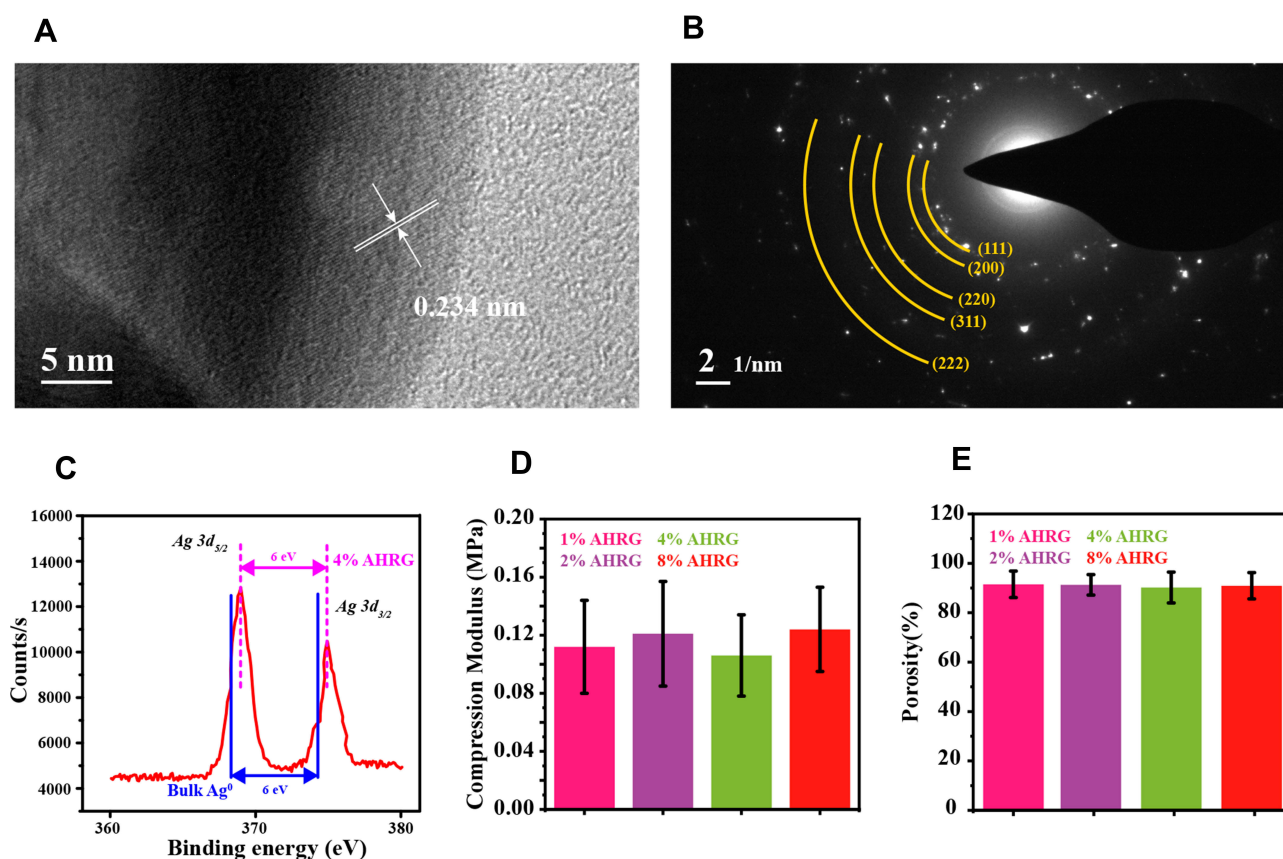 A
0.234 nm
5 nm
B
(111)
(200)
(220)
(311)
(222)
2 1/nm
C
Counts/s
16000
14000
12000
10000
8000
6000
4000
Ag 3d5/2
6 eV
4% AHRG
Ag 3d3/2
Bulk Ag⁰
6 eV
360
370
380
Binding energy (eV)
D
Compression Modulus (MPa)
0.20
0.16
0.12
0.08
0.04
0.00
1% AHRG 4% AHRG
2% AHRG 8% AHRG
E
Porosity(%)
120
100
80
60
40
20
0
1% AHRG 4% AHRG
2% AHRG 8% AHRG